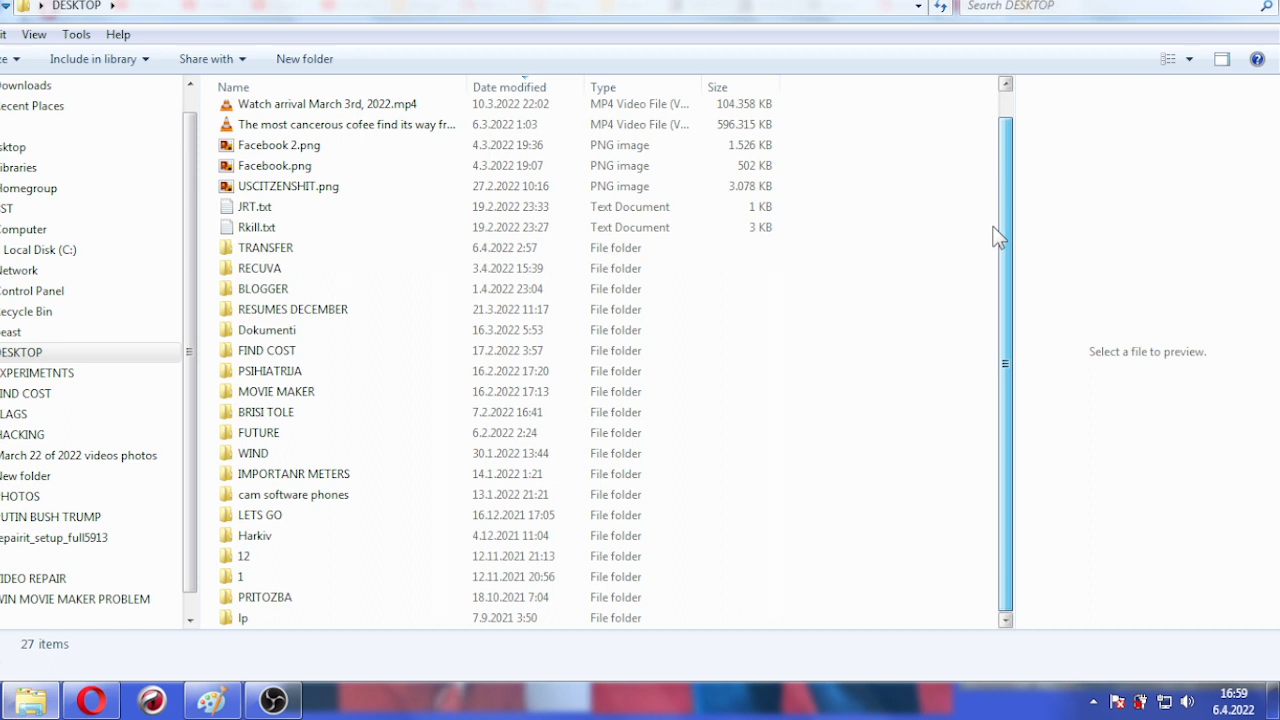 DESKTOP
Search DESKTOP
it View Tools Help
ze Include in library Share with New folder
ownloads
ecent Places
sktop
ibraries
Homegroup
ST
Computer
Local Disk (C:)
Network
Control Panel
Recycle Bin
east
DESKTOP
EXPERIMETNTS
IND COST
LAGS
HACKING
March 22 of 2022 videos photos
New folder
PHOTOS
UTIN BUSH TRUMP
epairit_setup_full5913
IDEO REPAIR
WIN MOVIE MAKER PROBLEM
Name Date modified Type Size
Watch arrival March 3rd, 2022.mp4 10.3.2022 22:02 MP4 Video File (V... 104.358 KB
The most cancerous cofee find its way fr... 6.3.2022 1:03 MP4 Video File (V... 596.315 KB
Facebook 2.png 4.3.2022 19:36 PNG image 1.526 KB
Facebook.png 4.3.2022 19:07 PNG image 502 KB
USCITZENSHIT.png 27.2.2022 10:16 PNG image 3.078 KB
JRT.txt 19.2.2022 23:33 Text Document 1 KB
Rkill.txt 19.2.2022 23:27 Text Document 3 KB
TRANSFER 6.4.2022 2:57 File folder
RECUVA 3.4.2022 15:39 File folder
BLOGGER 1.4.2022 23:04 File folder
RESUMES DECEMBER 21.3.2022 11:17 File folder
Dokumenti 16.3.2022 5:53 File folder
FIND COST 17.2.2022 3:57 File folder
PSIHIATRIJA 16.2.2022 17:20 File folder
MOVIE MAKER 16.2.2022 17:13 File folder
BRISI TOLE 7.2.2022 16:41 File folder
FUTURE 6.2.2022 2:24 File folder
WIND 30.1.2022 13:44 File folder
IMPORTANR METERS 14.1.2022 1:21 File folder
cam software phones 13.1.2022 21:21 File folder
LETS GO 16.12.2021 17:05 File folder
Harkiv 4.12.2021 11:04 File folder
12 12.11.2021 21:13 File folder
1 12.11.2021 20:56 File folder
PRITOZBA 18.10.2021 7:04 File folder
lp 7.9.2021 3:50 File folder
Select a file to preview.
27 items
16:59
6.4.2022